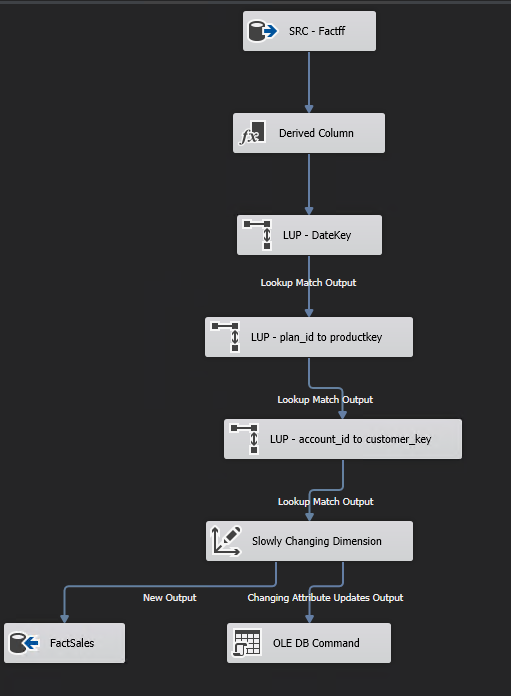 SRC - Factff
fx
Derived Column
LUP - DateKey
Lookup Match Output
LUP - plan_id to productkey
Lookup Match Output
LUP - account_id to customer_key
Lookup Match Output
Slowly Changing Dimension
New Output
Changing Attribute Updates Output
FactSales
OLE DB Command